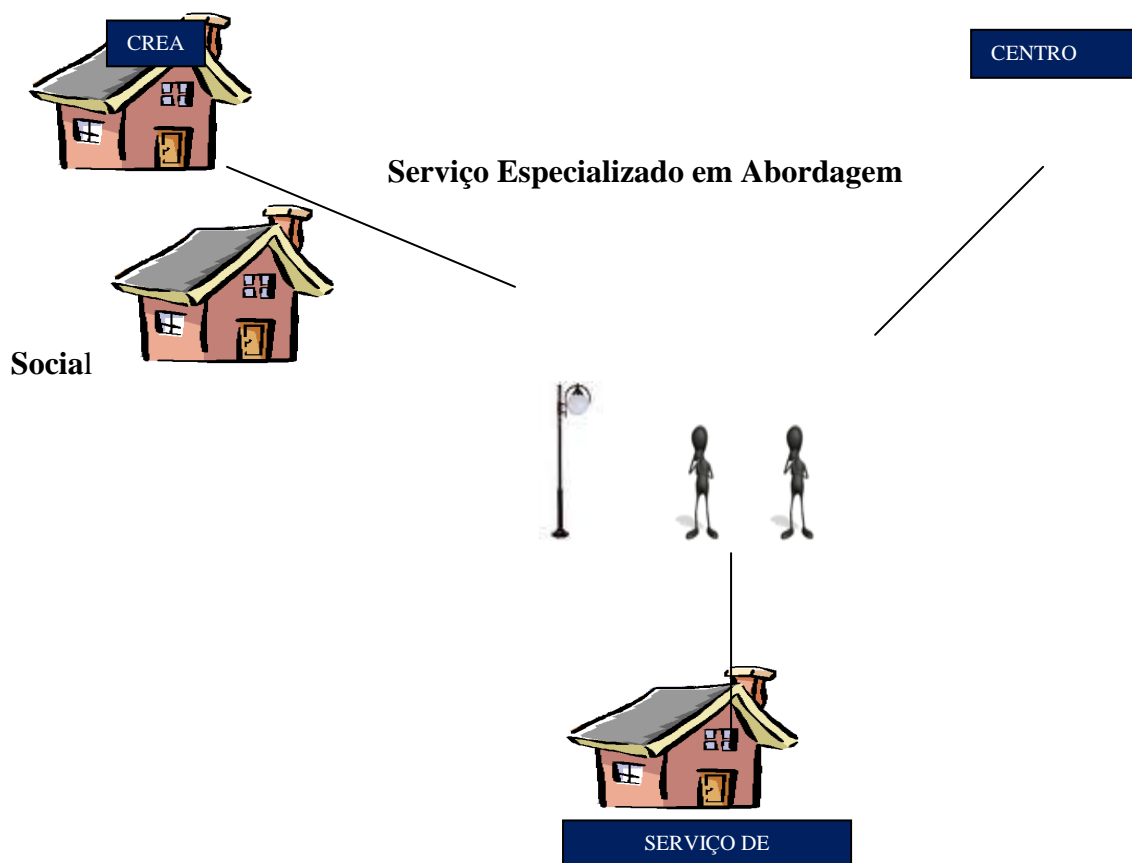 CREA
CENTRO
Serviço Especializado em Abordagem
Social
SERVIÇO DE